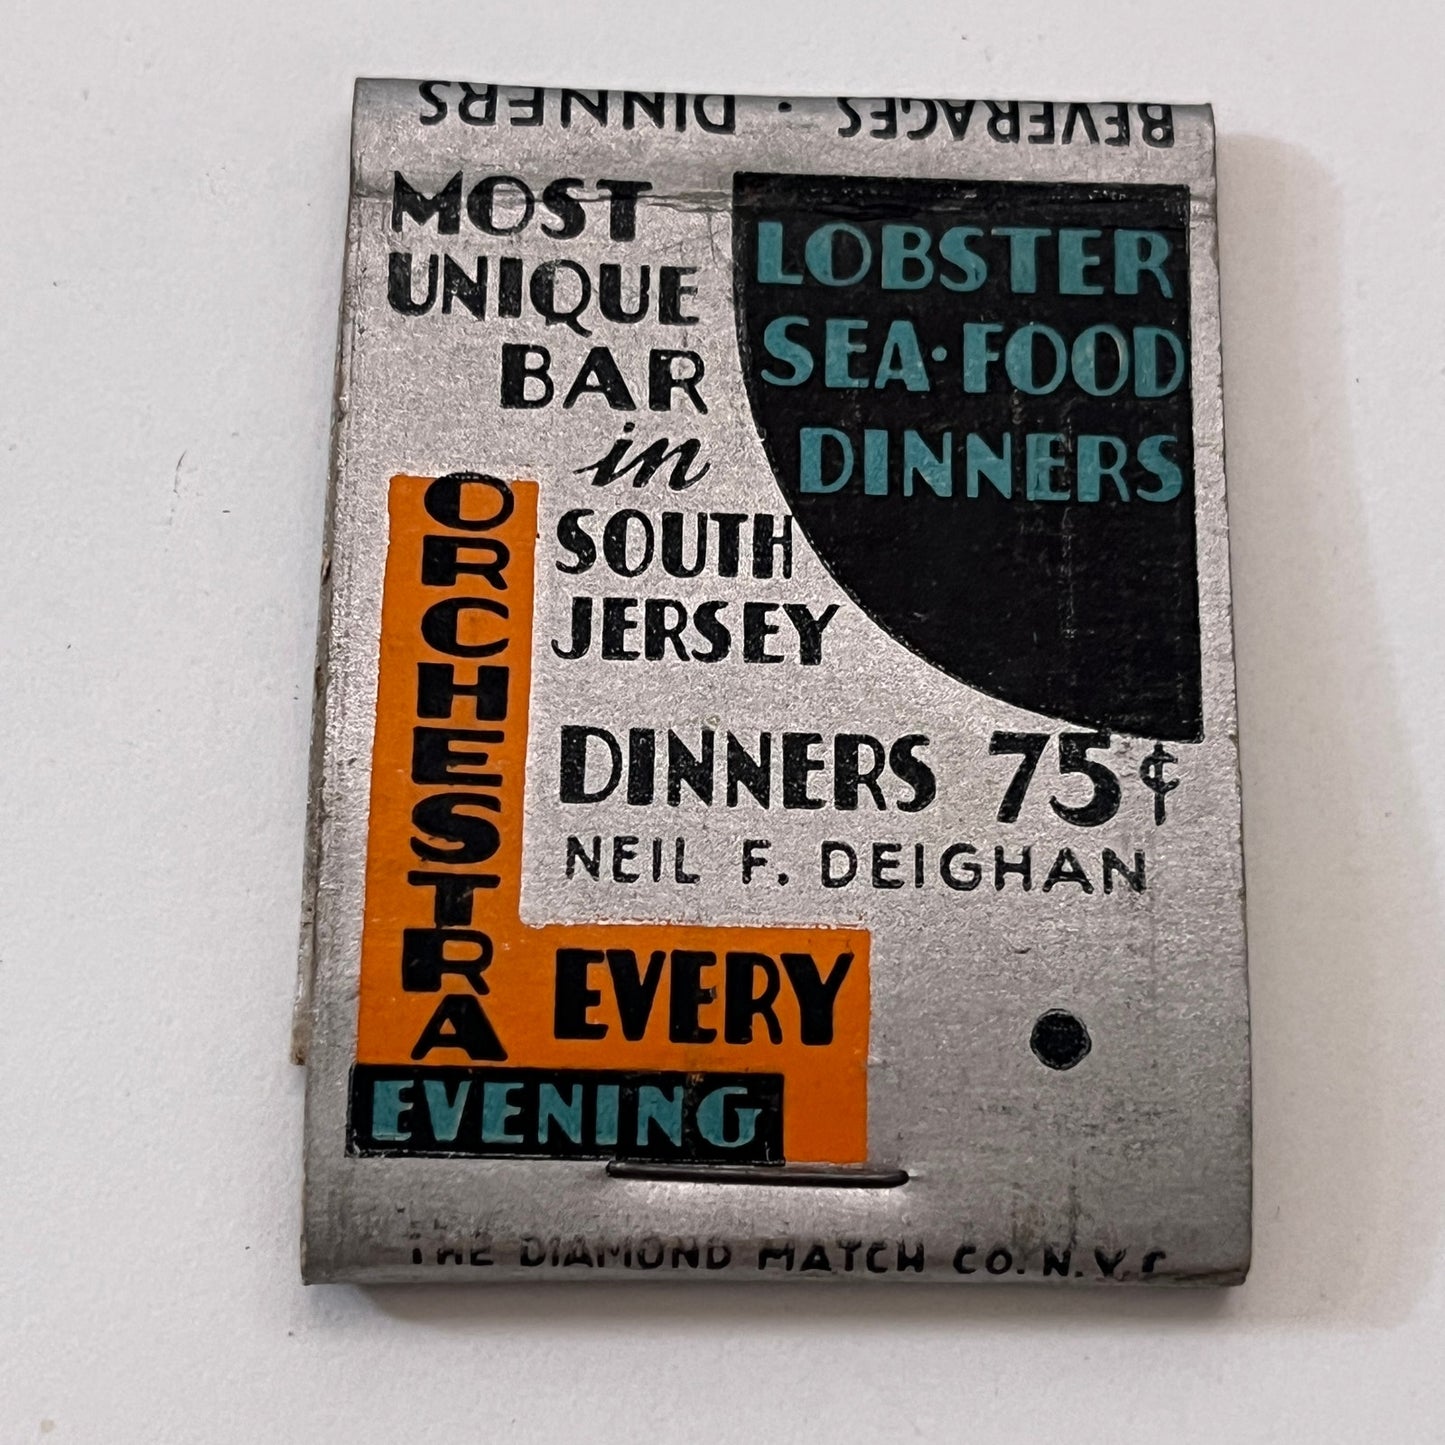 DINNERS · BEVERAGES
MOST
UNIQUE
BAR
in
SOUTH
JERSEY
LOBSTER
SEA·FOOD
DINNERS
DINNERS 75¢
NEIL F. DEIGHAN
ORCHESTRA
EVERY
EVENING
THE DIAMOND MATCH CO. N.Y.C.